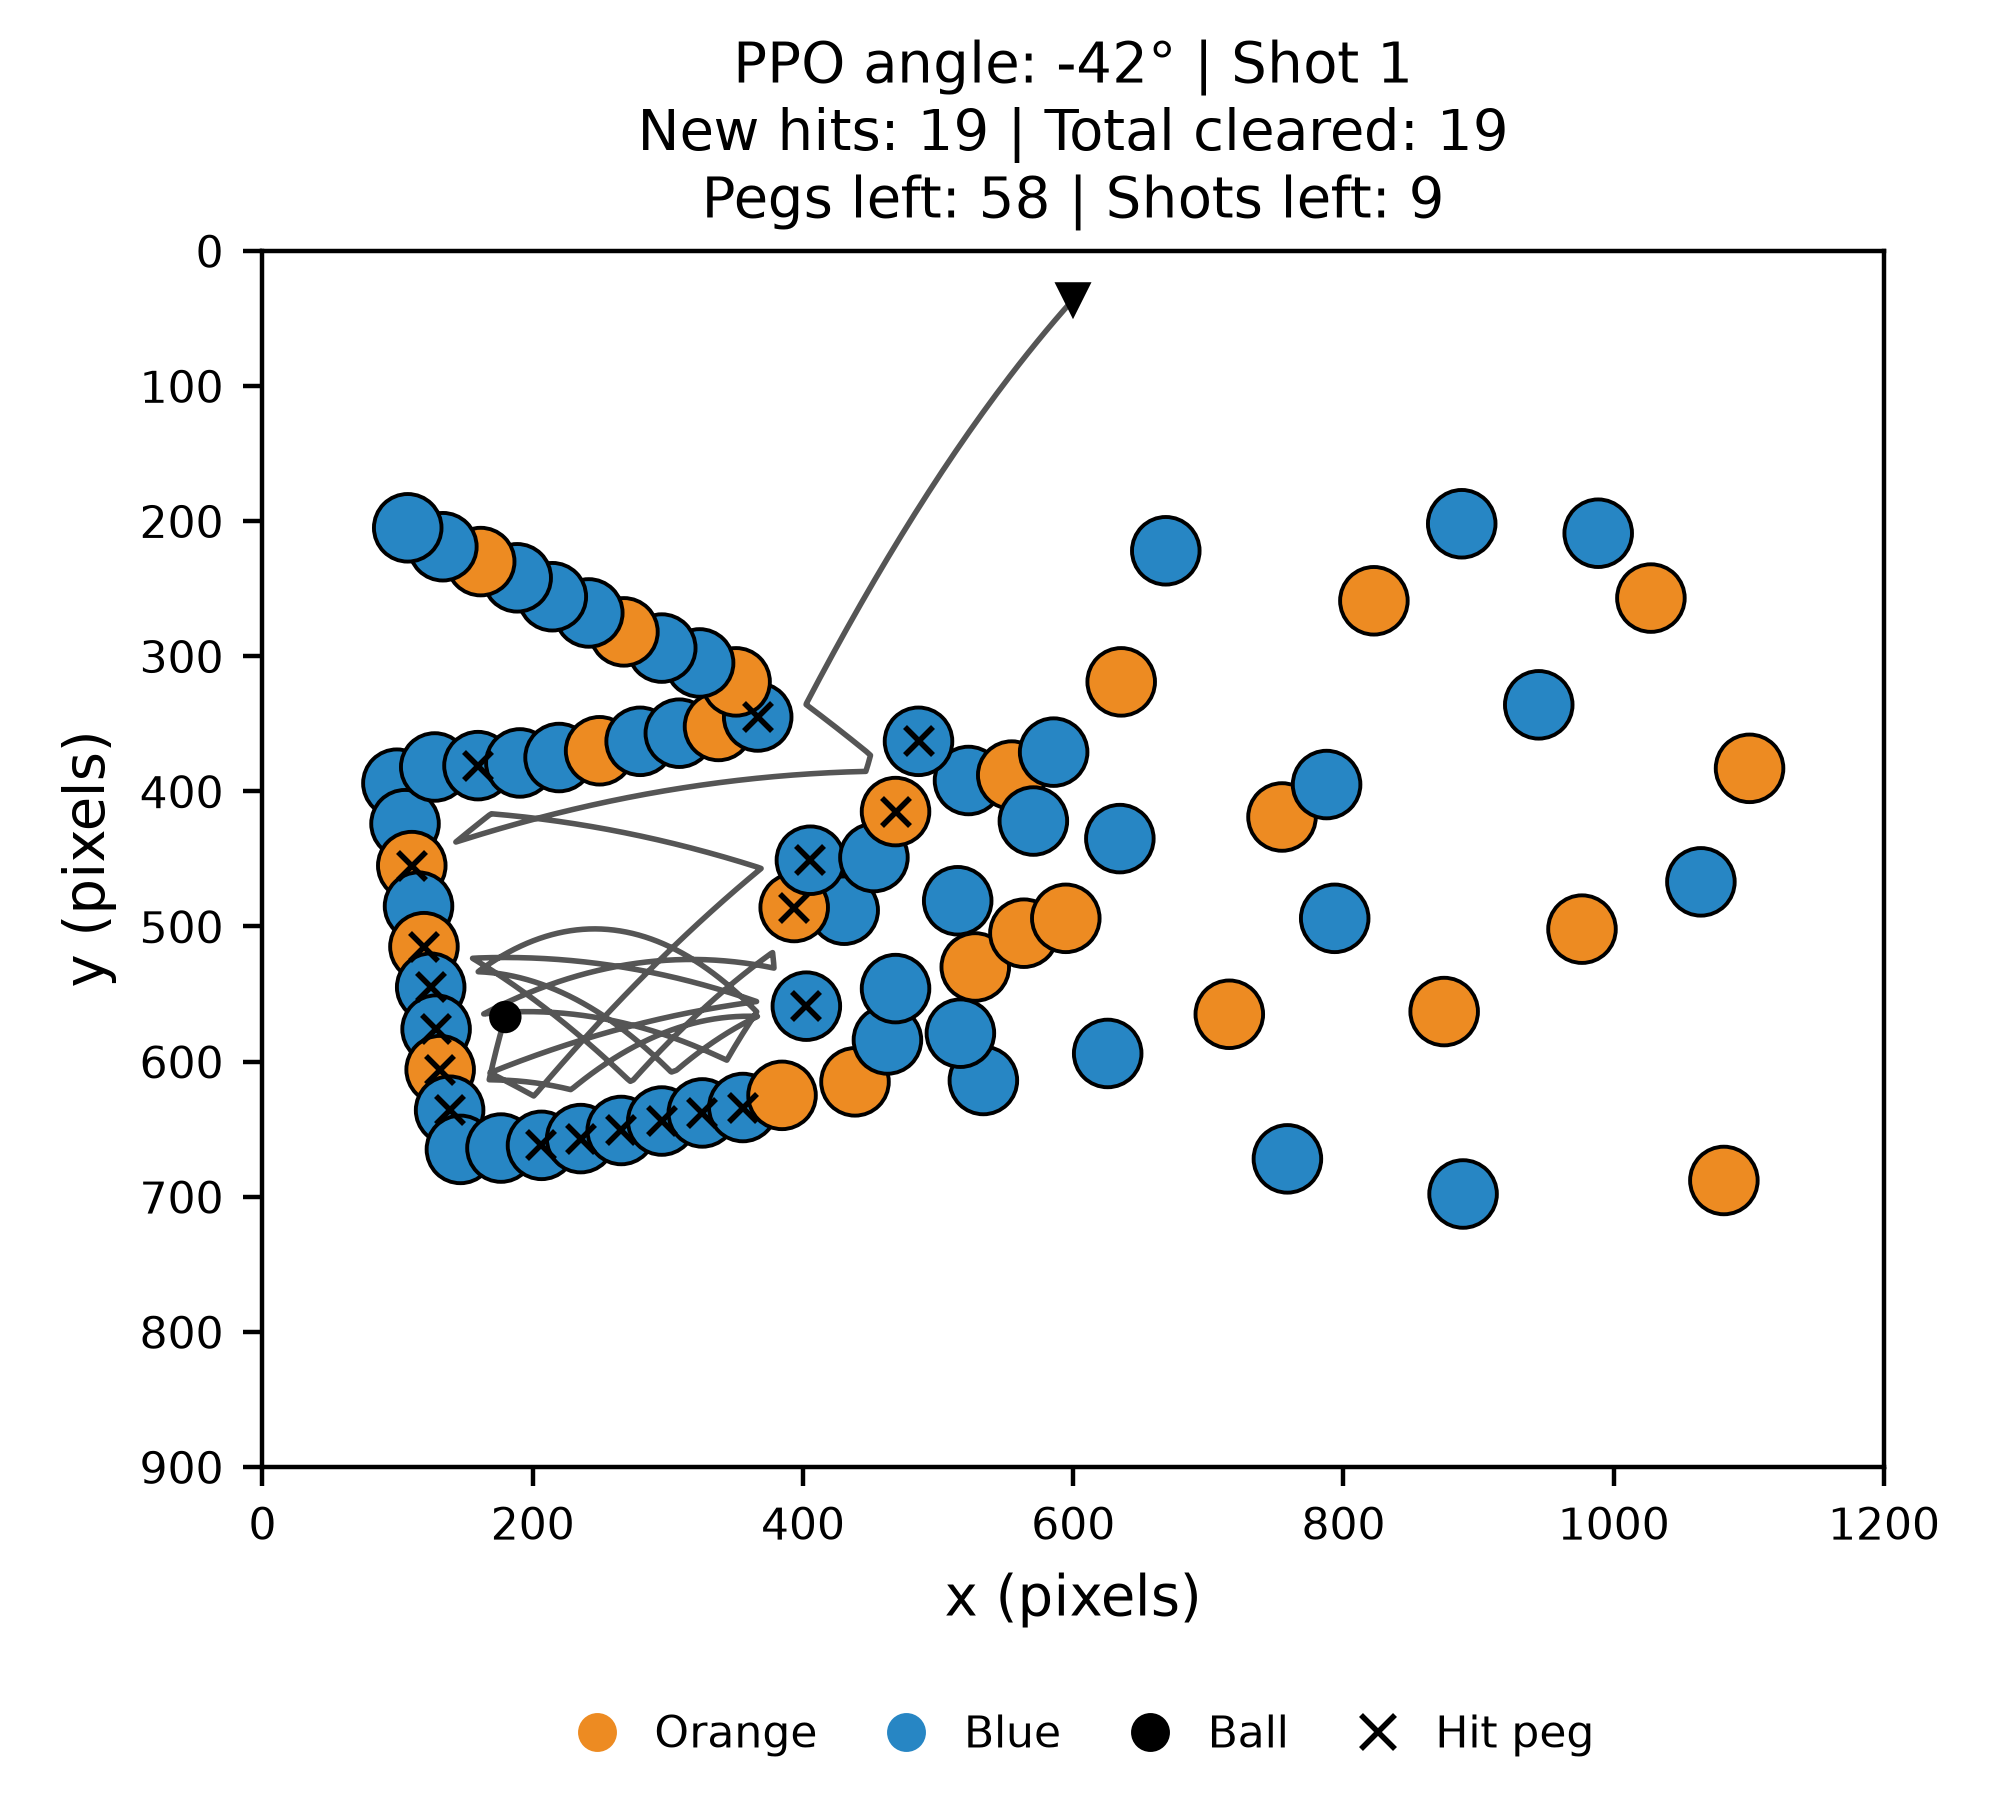 PPO angle: -42° | Shot 1
New hits: 19 | Total cleared: 19
Pegs left: 58 | Shots left: 9
0
100
200
300
400
500
600
700
800
900
y (pixels)
0 200 400 600 800 1000 1200
x (pixels)
Orange Blue Ball Hit peg